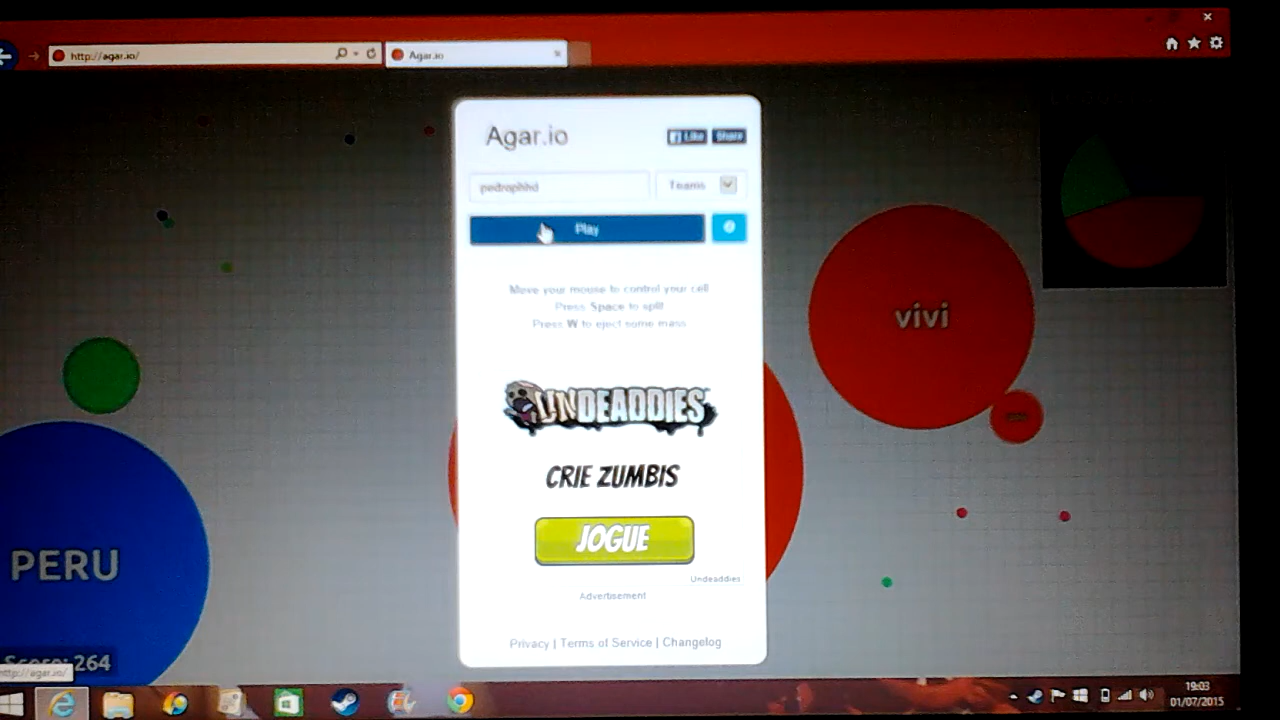 http://agar.io/
Agar.io
Agar.io
Like Share
pedrophhd
Teams
Play
Move your mouse to control your cell
Press Space to split
Press W to eject some mass
vivi
UNDEADDIES
CRIE ZUMBIS
JOGUE
PERU
Undeaddies
Advertisement
Privacy | Terms of Service | Changelog
Score: 264
http://agar.io/
19:03
01/07/2015